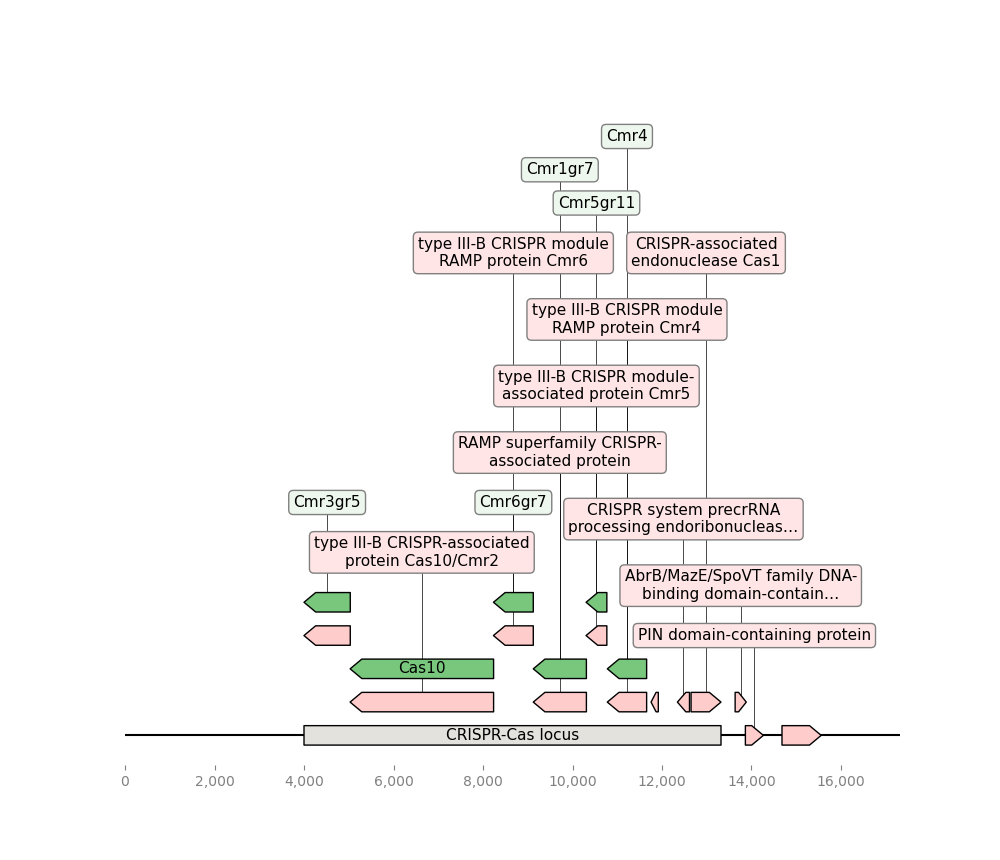 Cmr4
Cmr1gr7
Cmr5gr11
type III-B CRISPR module
RAMP protein Cmr6
CRISPR-associated
endonuclease Cas1
type III-B CRISPR module
RAMP protein Cmr4
type III-B CRISPR module-
associated protein Cmr5
RAMP superfamily CRISPR-
associated protein
Cmr3gr5
Cmr6gr7
CRISPR system precrRNA
processing endoribonucleas…
type III-B CRISPR-associated
protein Cas10/Cmr2
AbrB/MazE/SpoVT family DNA-
binding domain-contain…
PIN domain-containing protein
Cas10
CRISPR-Cas locus
0 2,000 4,000 6,000 8,000 10,000 12,000 14,000 16,000